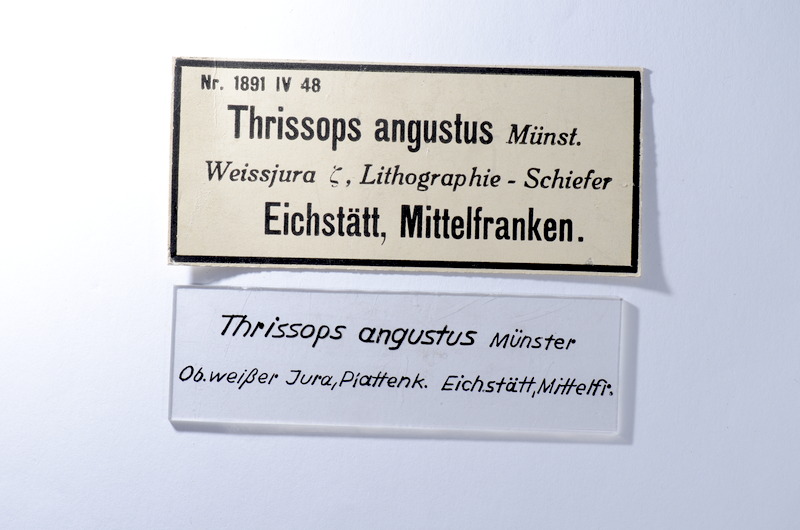 Nr. 1891 IV 48
Thrissops angustus Münst.
Weissjura ζ, Lithographie - Schiefer
Eichstätt, Mittelfranken.
Thrissops angustus Münster
Ob. weißer Jura, Plattenk. Eichstätt, Mittelfr.